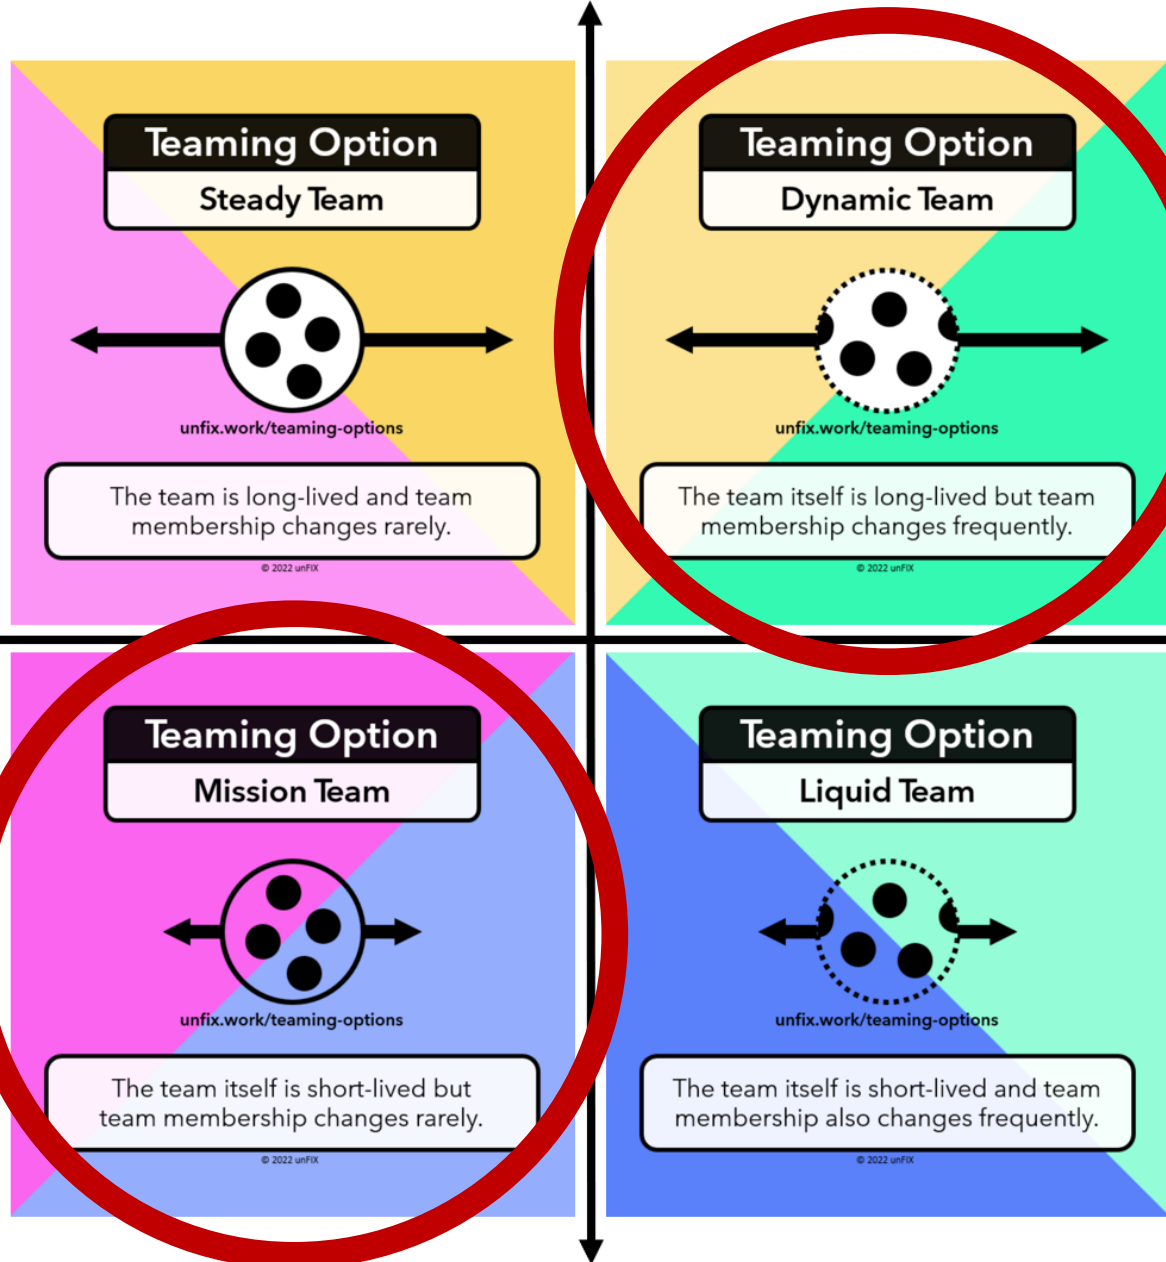 Teaming Option
Steady Team
unfix.work/teaming-options
The team is long-lived and team
membership changes rarely.
© 2022 unFIX
Teaming Option
Dynamic Team
unfix.work/teaming-options
The team itself is long-lived but team
membership changes frequently.
© 2022 unFIX
Teaming Option
Mission Team
unfix.work/teaming-options
The team itself is short-lived but
team membership changes rarely.
© 2022 unFIX
Teaming Option
Liquid Team
unfix.work/teaming-options
The team itself is short-lived and team
membership also changes frequently.
© 2022 unFIX